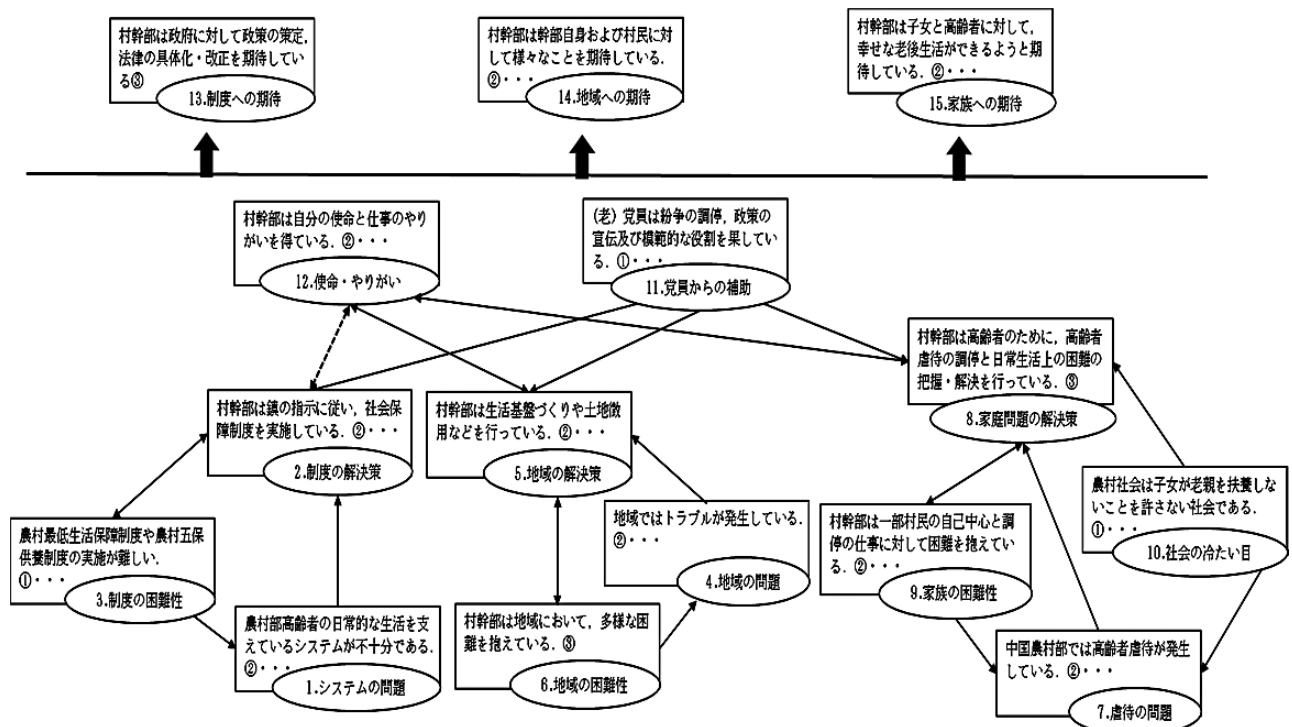 村幹部は政府に対して政策の策定,
法律の具体化・改正を期待してい
る③
13.制度への期待
村幹部は幹部自身および村民に対
して様々なことを期待している.
②・・・
14.地域への期待
村幹部は子女と高齢者に対して,
幸せな老後生活ができるようと期
待している. ②・・・
15.家族への期待
村幹部は自分の使命と仕事のやり
がいを得ている. ②・・・
12.使命・やりがい
(老) 党員は紛争の調停, 政策の
宣伝及び模範的な役割を果してい
る. ①・・・
11.党員からの補助
村幹部は高齢者のために, 高齢者
虐待の調停と日常生活上の困難の
把握・解決を行っている. ③
8.家庭問題の解決策
村幹部は鎮の指示に従い, 社会保
障制度を実施している. ②・・・
2.制度の解決策
村幹部は生活基盤づくりや土地徴
用などを行っている. ②・・・
5.地域の解決策
農村社会は子女が老親を扶養しな
いことを許さない社会である.
①・・・
10.社会の冷たい目
農村最低生活保障制度や農村五保
供養制度の実施が難しい.
①・・・
3.制度の困難性
地域ではトラブルが発生している.
②・・・
4.地域の問題
村幹部は一部村民の自己中心と調
停の仕事に対して困難を抱えてい
る. ②・・・
9.家族の困難性
農村部高齢者の日常的な生活を支
えているシステムが不十分である.
②・・・
1.システムの問題
村幹部は地域において, 多様な困
難を抱えている. ③
6.地域の困難性
中国農村部では高齢者虐待が発生
している. ②・・・
7.虐待の問題